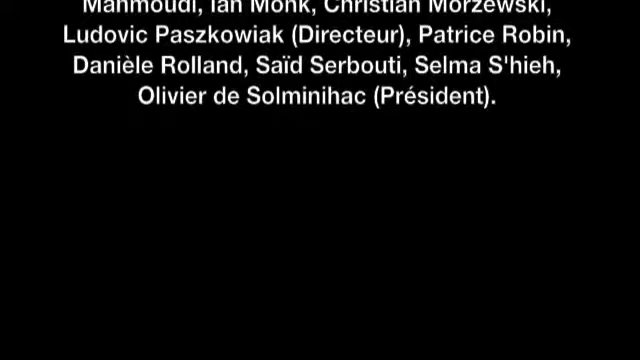 Mahmoudi, Ian Monk, Christian Morzewski,
Ludovic Paszkowiak (Directeur), Patrice Robin,
Danièle Rolland, Saïd Serbouti, Selma S'hieh,
Olivier de Solminihac (Président).